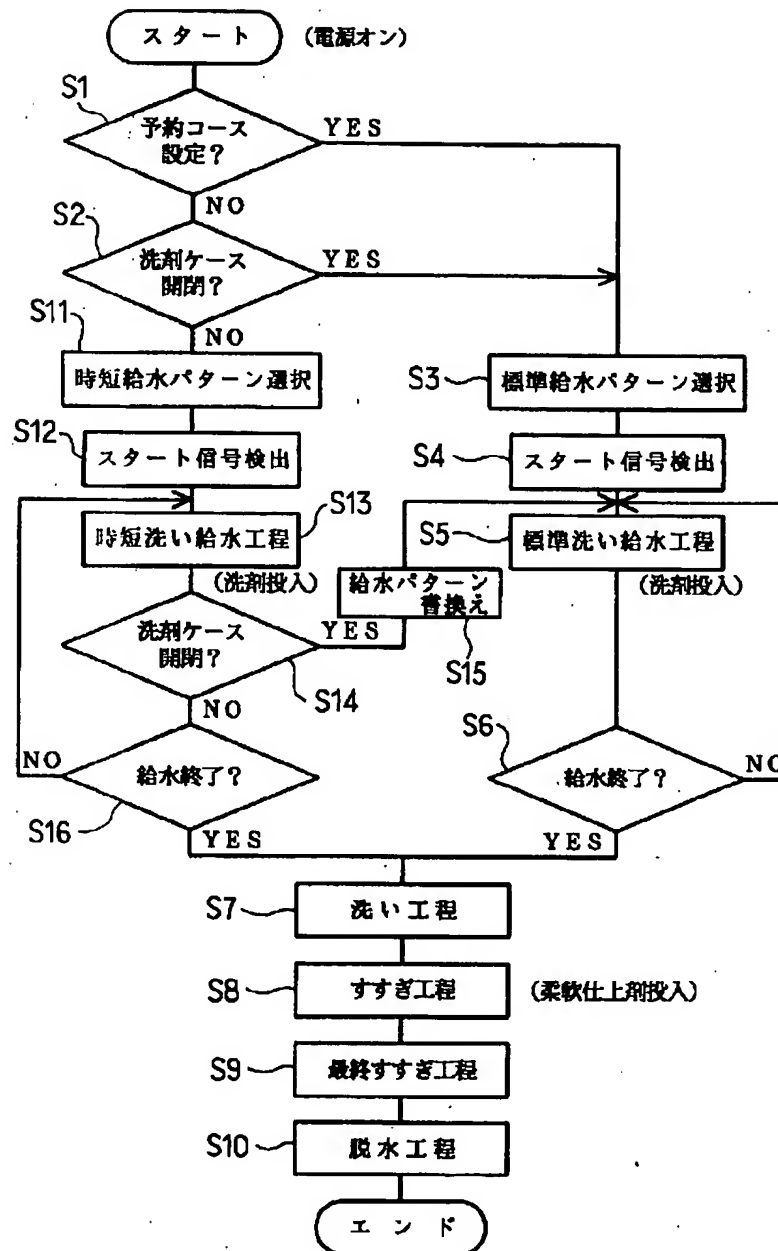 スタート (電源オン)
S1
予約コース
設定?
YES
NO
S2
洗剤ケース
開閉?
YES
NO
S11
時短給水パターン選択
S3
標準給水パターン選択
S12
スタート信号検出
S4
スタート信号検出
S13
時短洗い給水工程
(洗剤投入)
S5
標準洗い給水工程
(洗剤投入)
給水パターン
書換え
S15
洗剤ケース
開閉?
YES
S14
NO
給水終了?
NO
S16
YES
S6
給水終了?
NO
YES
S7
洗い工程
S8
すすぎ工程 (柔軟仕上剤投入)
S9
最終すすぎ工程
S10
脱水工程
エンド